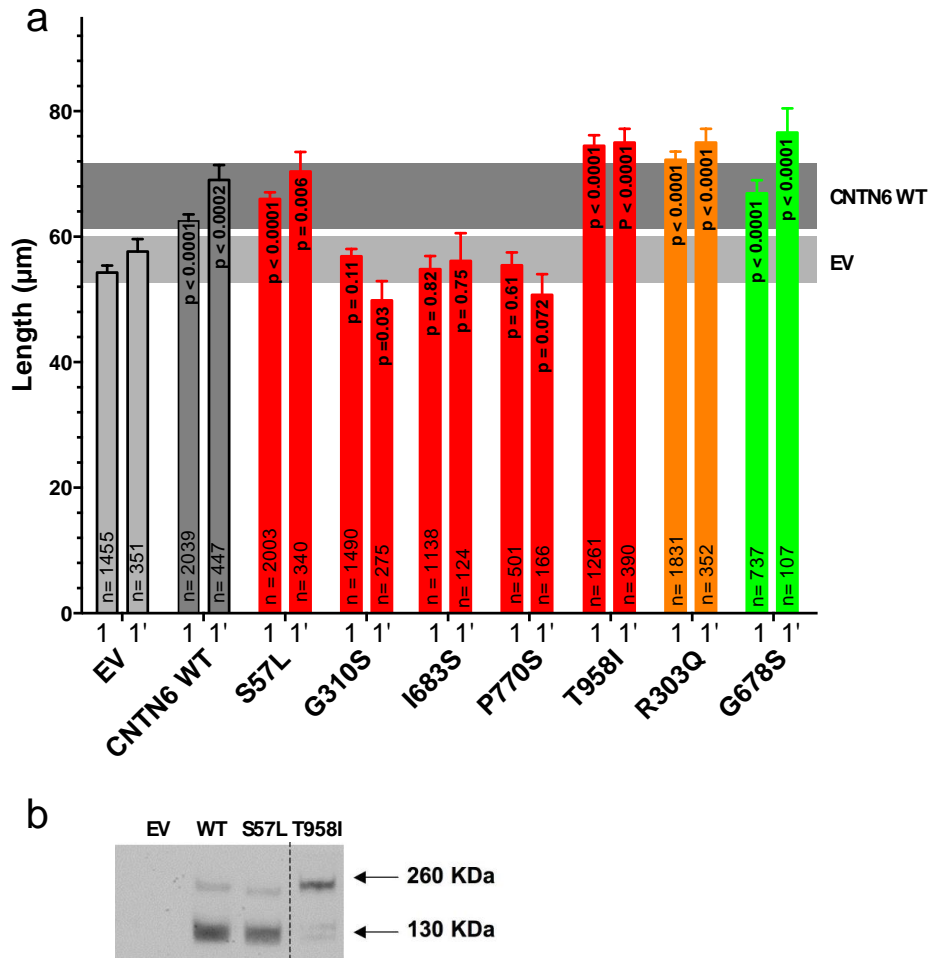 a
Length (μm)
80
60
40
20
0
CNTN6 WT
EV
p < 0.0001
p < 0.0002
p < 0.0001
p = 0.006
p = 0.11
p =0.03
p = 0.82
p = 0.75
p = 0.61
p = 0.072
p < 0.0001
P < 0.0001
p < 0.0001
p < 0.0001
p < 0.0001
p < 0.0001
n= 1455
n= 351
n= 2039
n= 447
n= 2003
n= 340
n= 1490
n= 275
n= 1138
n= 124
n= 501
n= 166
n= 1261
n= 390
n= 1831
n= 352
n= 737
n= 107
1 1' 1 1' 1 1' 1 1' 1 1' 1 1' 1 1' 1 1' 1 1'
EV
CNTN6 WT
S57L
G310S
I683S
P770S
T958I
R303Q
G678S
b
EV WT S57L T958I
260 KDa
130 KDa